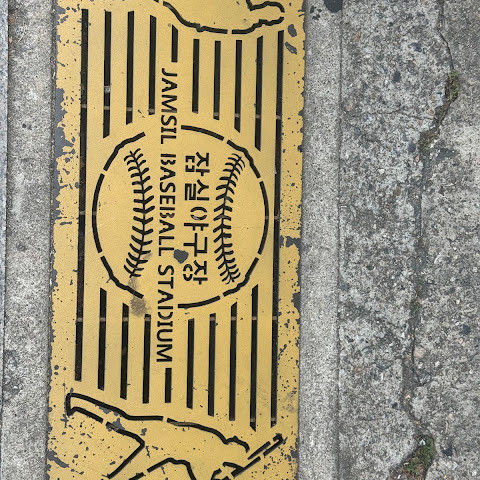 잠실야구장
JAMSIL BASEBALL STADIUM